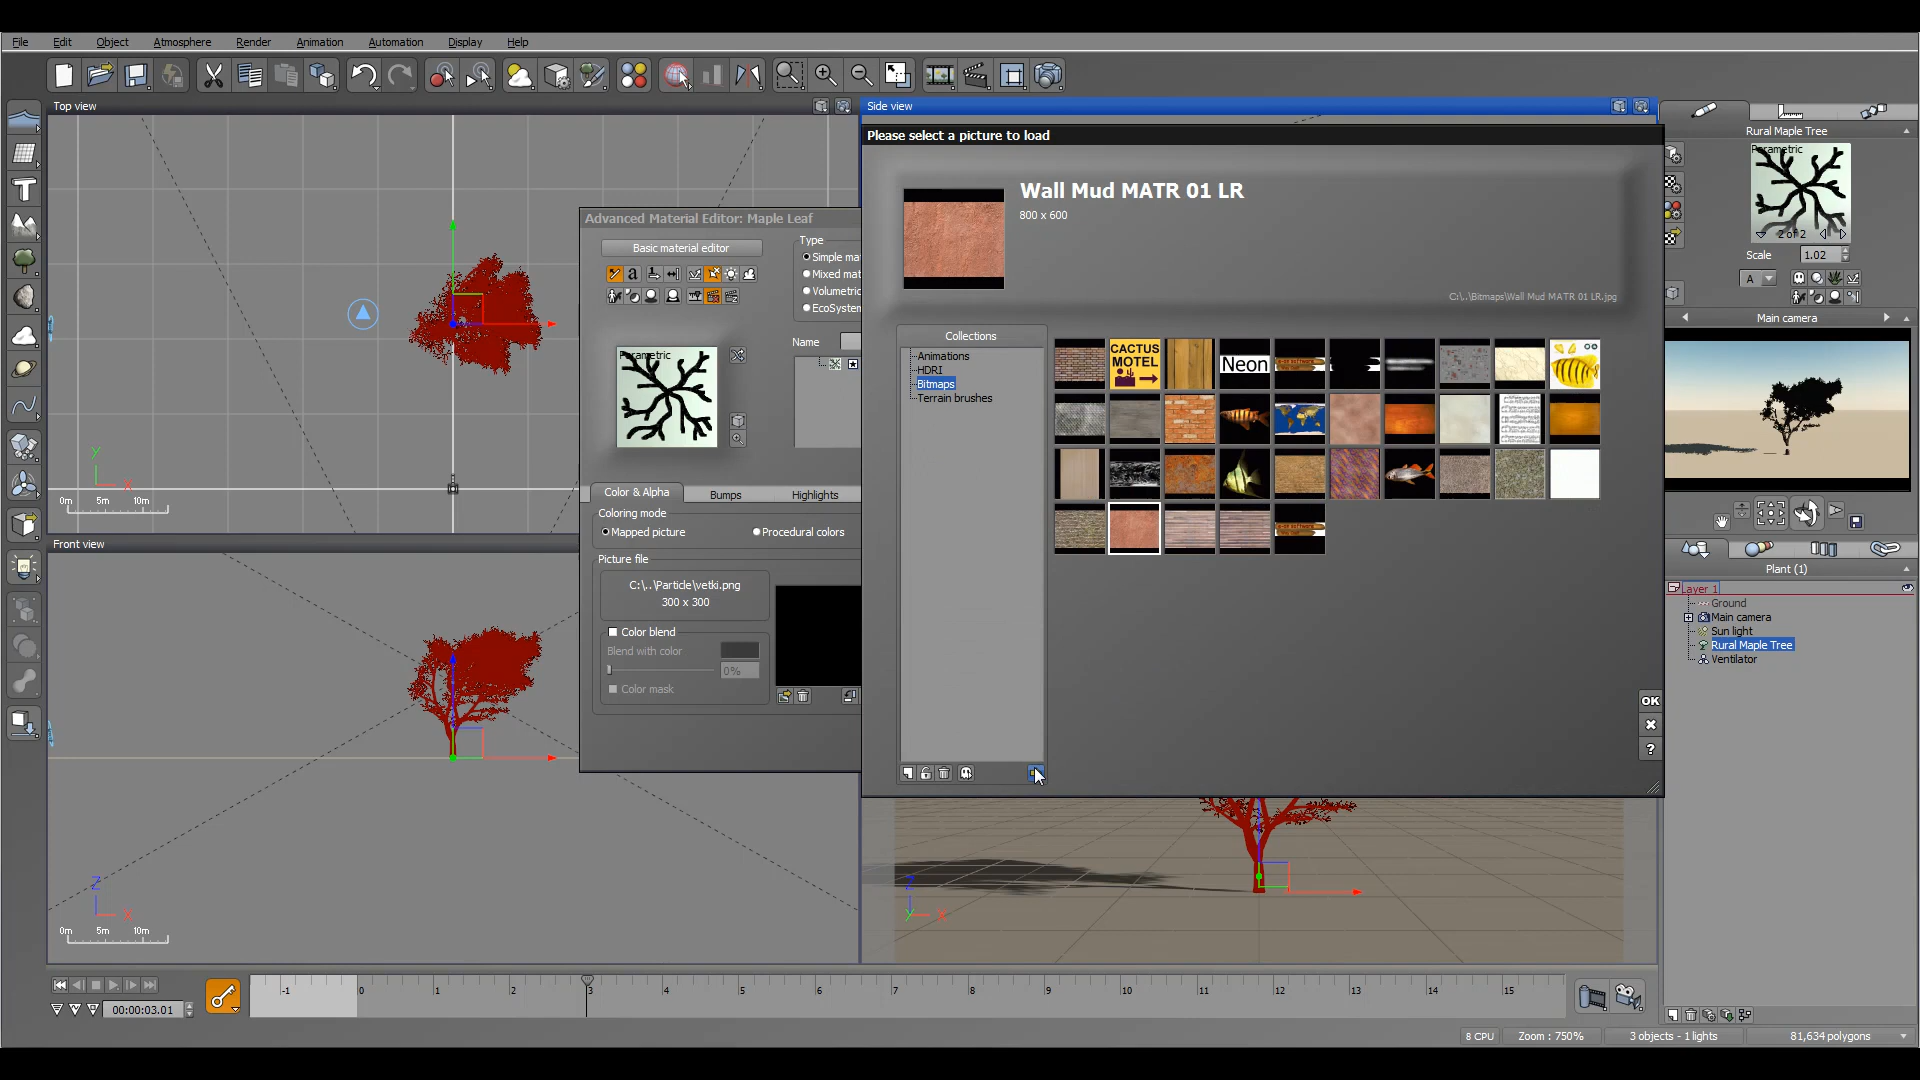 File Edit Object Atmosphere Render Animation Automation Display Help
Top view
Side view
Please select a picture to load
Wall Mud MATR 01 LR
800 x 600
C:\..\Bitmaps\Wall Mud MATR 01 LR.jpg
Collections
Animations
HDRI
Bitmaps
Terrain brushes
CACTUS
MOTEL
Neon
OK
?
Advanced Material Editor: Maple Leaf
Basic material editor
Type
Simple mat
Mixed mat
Volumetric
EcoSystem
Name
Parametric
Color & Alpha
Bumps
Highlights
Coloring mode
Mapped picture
Procedural colors
Picture file
C:\..\Particle\vetki.png
300 x 300
Color blend
Blend with color
0%
Color mask
Y
X
0m 5m 10m
Front view
Z
X
0m 5m 10m
Z
Y X
Rural Maple Tree
Parametric
2 of 2
Scale
1.02
A
Main camera
Plant (1)
Layer 1
Ground
Main camera
Sun light
Rural Maple Tree
Ventilator
-1 0 1 2 3 4 5 6 7 8 9 10 11 12 13 14 15
00:00:03.01
8 CPU
Zoom : 750%
3 objects - 1 lights
81,634 polygons